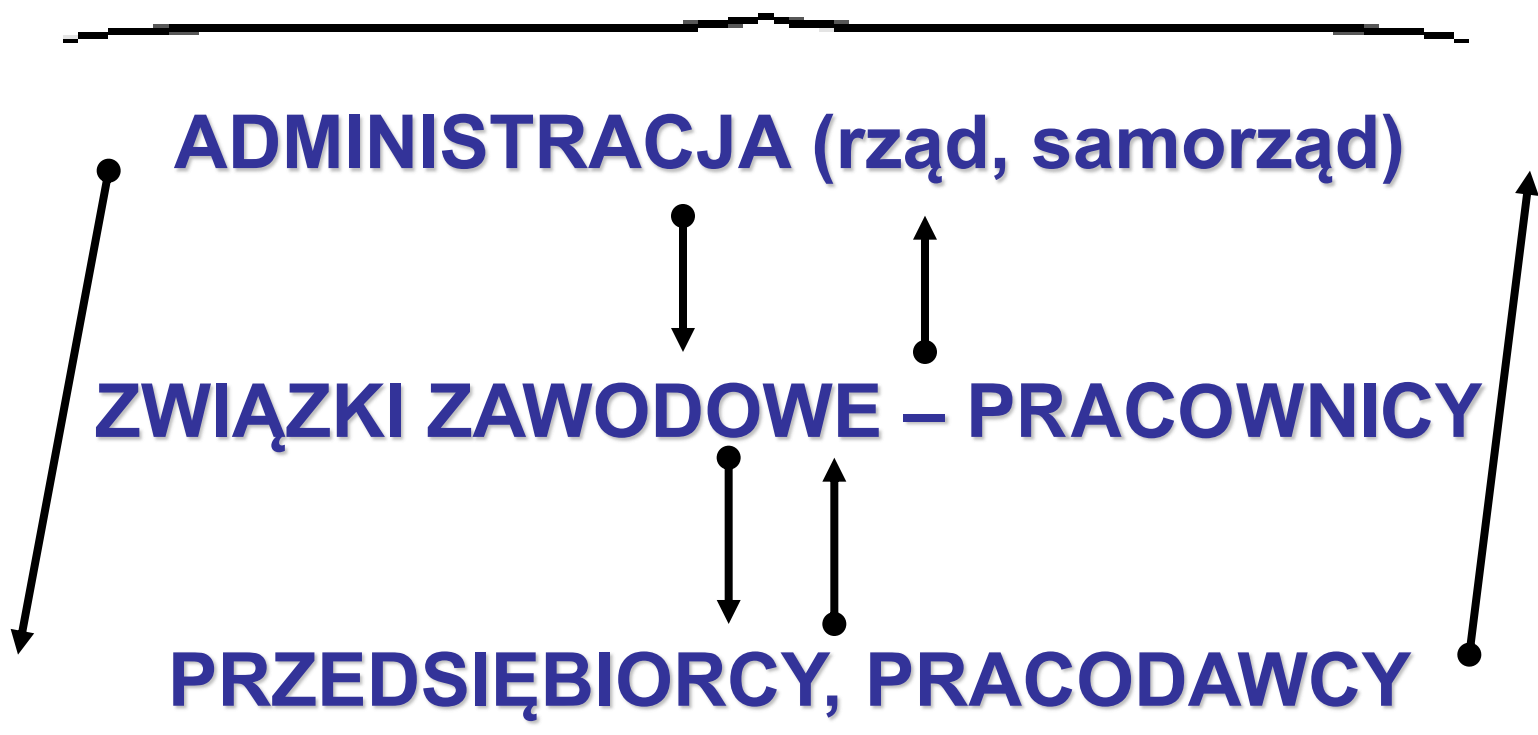 ADMINISTRACJA (rząd, samorząd)
ZWIĄZKI ZAWODOWE – PRACOWNICY
PRZEDSIĘBIORCY, PRACODAWCY